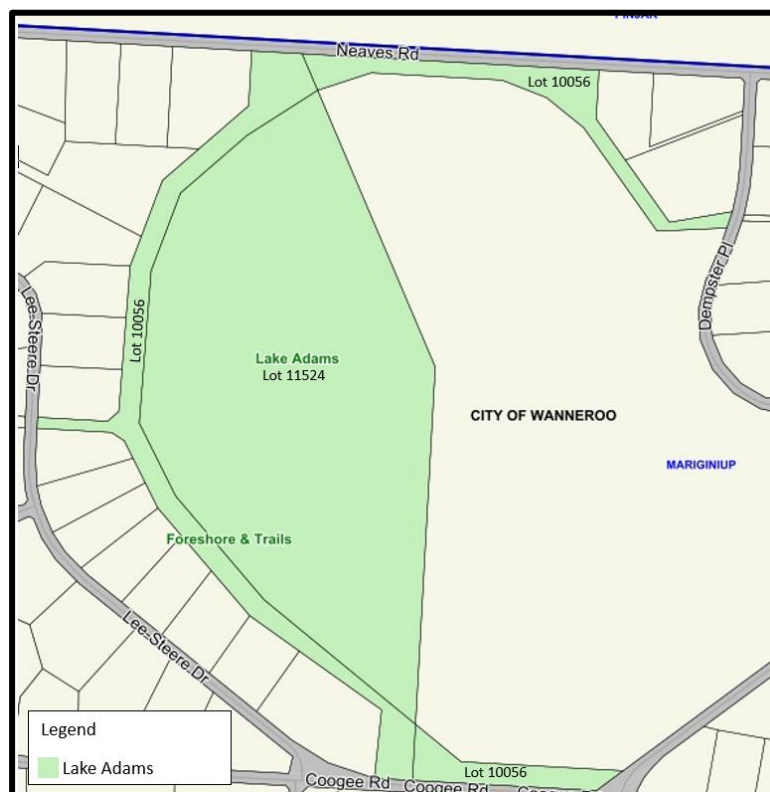 PINJAR
Neaves Rd
Lot 10056
Lee-Steere Dr
Lot 10056
Dempster Pl
Lake Adams
Lot 11524
CITY OF WANNEROO
MARIGINIUP
Foreshore & Trails
Lee-Steere Dr
Legend
Lake Adams
Lot 10056
Coogee Rd
Coogee Rd